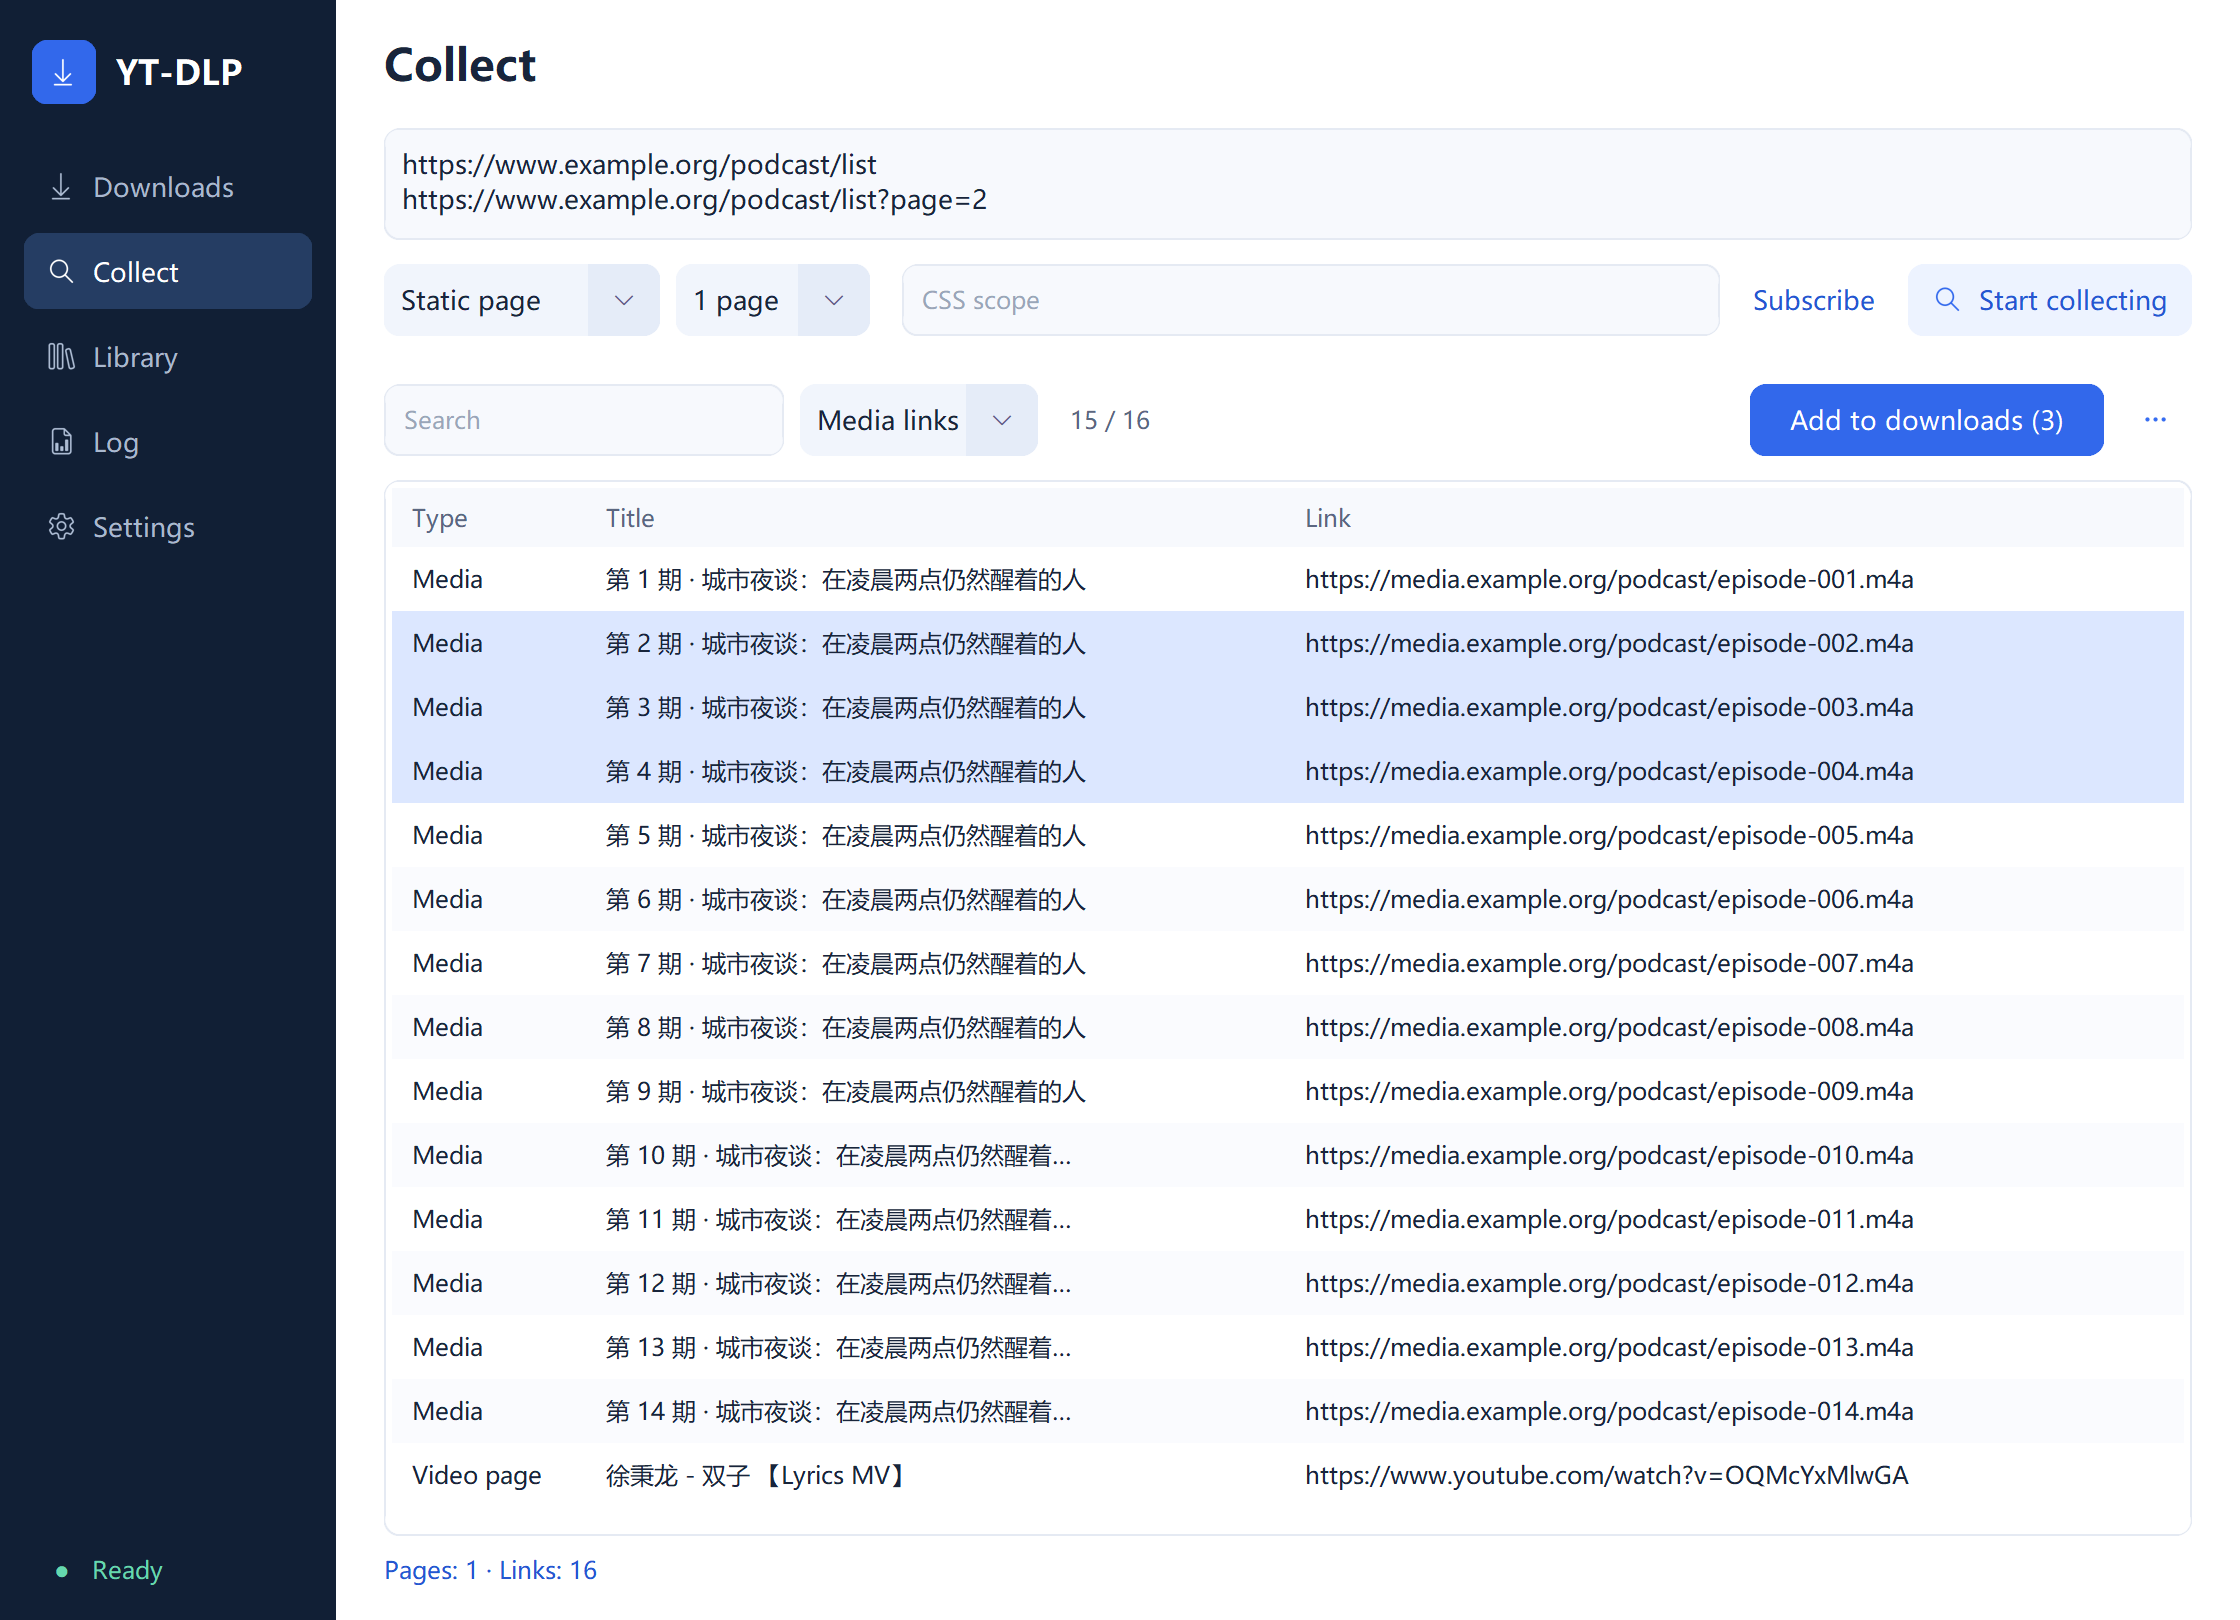 YT-DLP
Downloads
Collect
Library
Log
Settings
Ready
Collect
https://www.example.org/podcast/list
https://www.example.org/podcast/list?page=2
Static page 1 page CSS scope Subscribe Start collecting
Search Media links 15 / 16 Add to downloads (3) ...
Type Title Link
Media 第 1 期 · 城市夜谈：在凌晨两点仍然醒着的人 https://media.example.org/podcast/episode-001.m4a
Media 第 2 期 · 城市夜谈：在凌晨两点仍然醒着的人 https://media.example.org/podcast/episode-002.m4a
Media 第 3 期 · 城市夜谈：在凌晨两点仍然醒着的人 https://media.example.org/podcast/episode-003.m4a
Media 第 4 期 · 城市夜谈：在凌晨两点仍然醒着的人 https://media.example.org/podcast/episode-004.m4a
Media 第 5 期 · 城市夜谈：在凌晨两点仍然醒着的人 https://media.example.org/podcast/episode-005.m4a
Media 第 6 期 · 城市夜谈：在凌晨两点仍然醒着的人 https://media.example.org/podcast/episode-006.m4a
Media 第 7 期 · 城市夜谈：在凌晨两点仍然醒着的人 https://media.example.org/podcast/episode-007.m4a
Media 第 8 期 · 城市夜谈：在凌晨两点仍然醒着的人 https://media.example.org/podcast/episode-008.m4a
Media 第 9 期 · 城市夜谈：在凌晨两点仍然醒着的人 https://media.example.org/podcast/episode-009.m4a
Media 第 10 期 · 城市夜谈：在凌晨两点仍然醒着... https://media.example.org/podcast/episode-010.m4a
Media 第 11 期 · 城市夜谈：在凌晨两点仍然醒着... https://media.example.org/podcast/episode-011.m4a
Media 第 12 期 · 城市夜谈：在凌晨两点仍然醒着... https://media.example.org/podcast/episode-012.m4a
Media 第 13 期 · 城市夜谈：在凌晨两点仍然醒着... https://media.example.org/podcast/episode-013.m4a
Media 第 14 期 · 城市夜谈：在凌晨两点仍然醒着... https://media.example.org/podcast/episode-014.m4a
Video page 徐秉龙 - 双子 【Lyrics MV】 https://www.youtube.com/watch?v=OQMcYxMlwGA
Pages: 1 · Links: 16